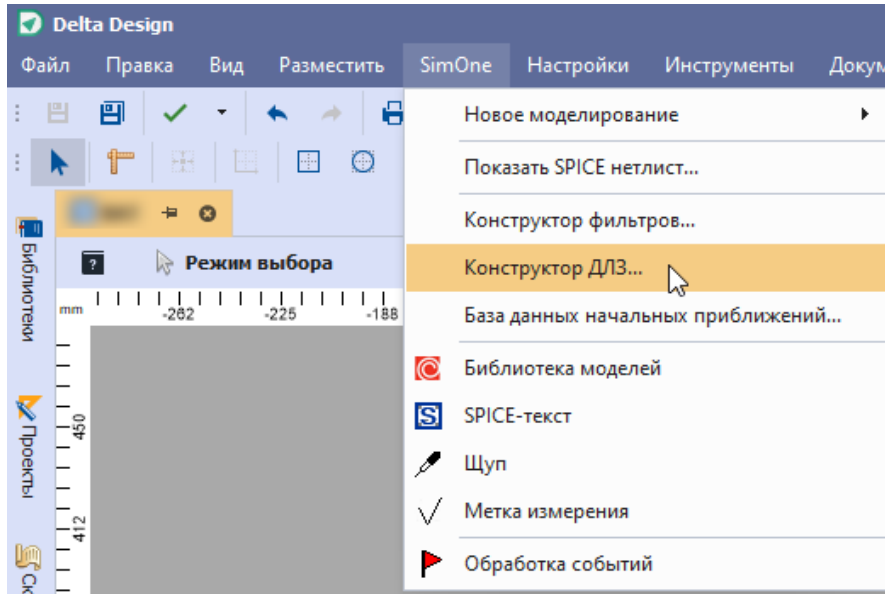 Delta Design
Файл Правка Вид Разместить SimOne Настройки Инструменты Докум
Новое моделирование
Показать SPICE нетлист...
Конструктор фильтров...
? Режим выбора
Конструктор ДЛЗ...
mm -262 -225 -188
База данных начальных приближений...
Библиотеки
Библиотека моделей
SPICE-текст
450
Проекты
Щуп
Метка измерения
412
Обработка событий